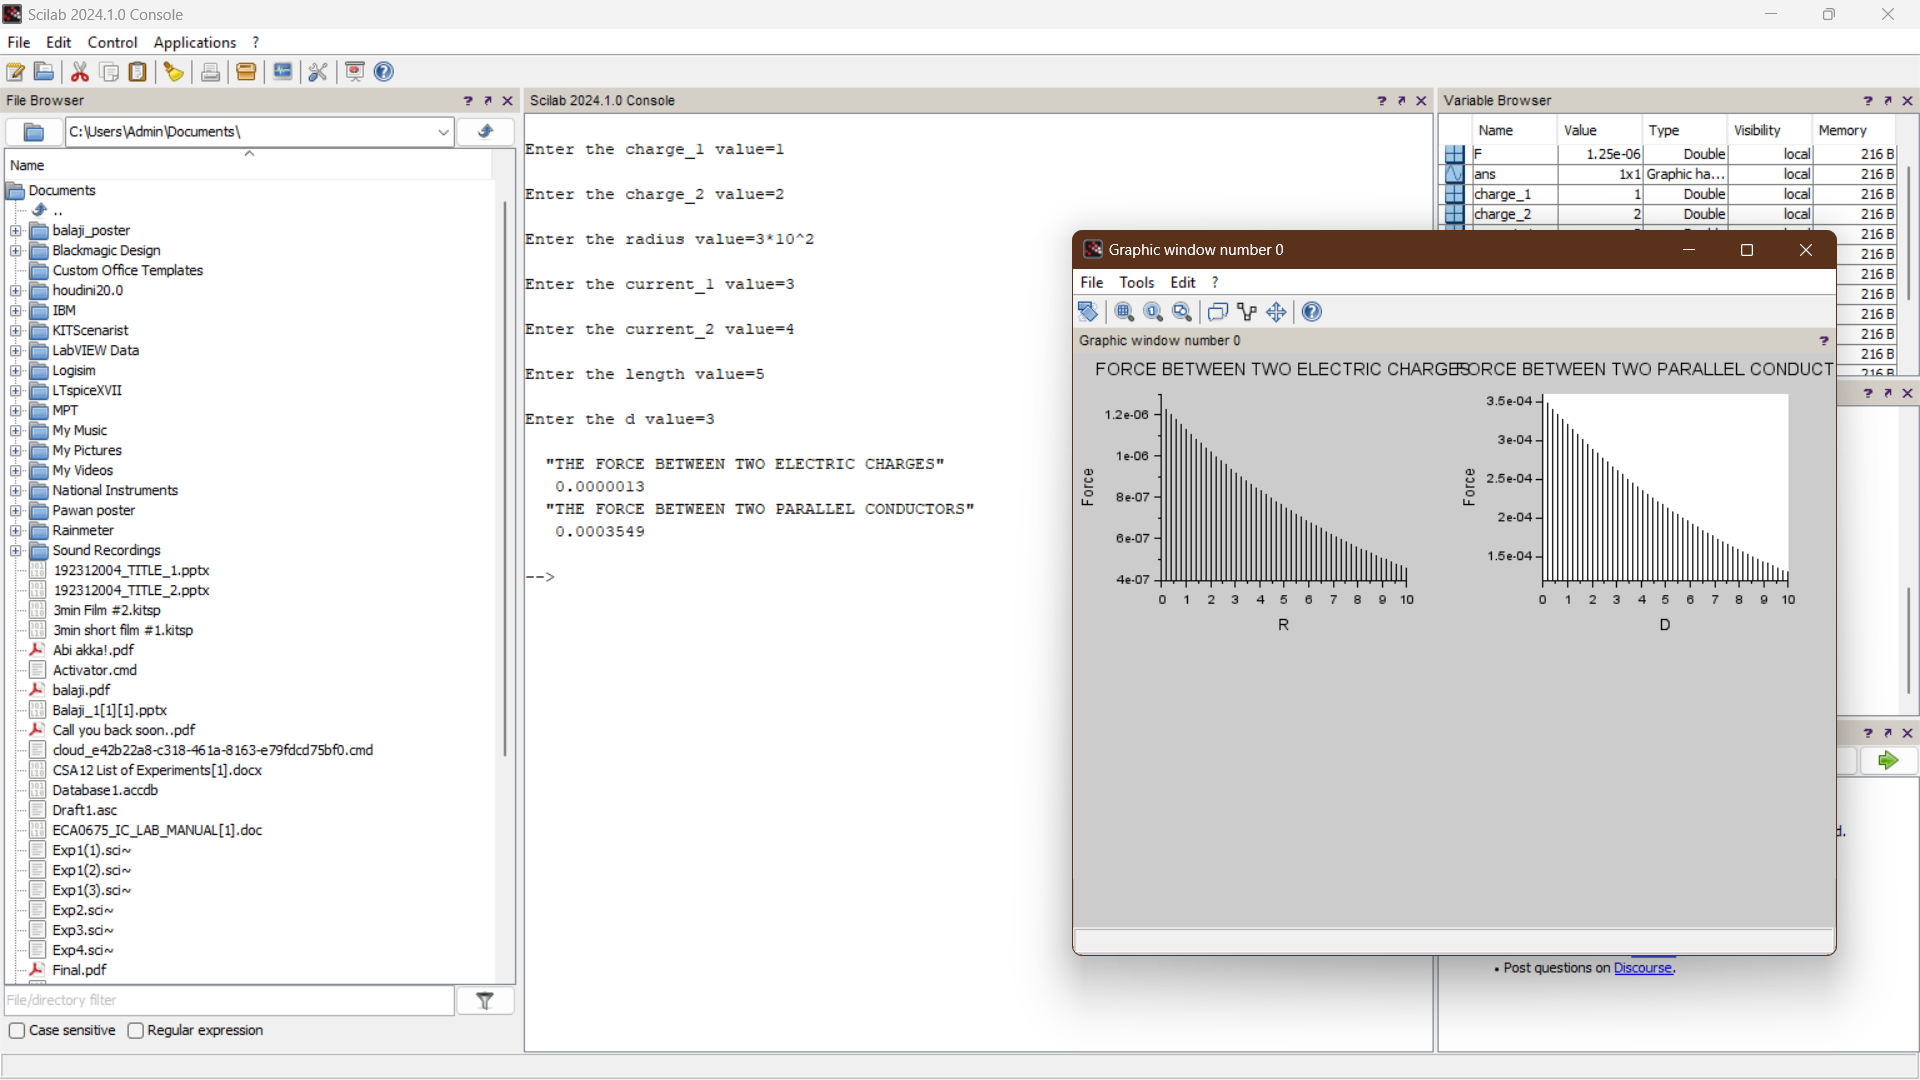 Scilab 2024.1.0 Console
File Edit Control Applications ?
File Browser
C:\Users\Admin\Documents\
Name
Documents
..
balaji_poster
Blackmagic Design
Custom Office Templates
houdini20.0
IBM
KITScenarist
LabVIEW Data
Logisim
LTspiceXVII
MPT
My Music
My Pictures
My Videos
National Instruments
Pawan poster
Rainmeter
Sound Recordings
192312004_TITLE_1.pptx
192312004_TITLE_2.pptx
3min Film #2.kitsp
3min short film #1.kitsp
Abi akka!.pdf
Activator.cmd
balaji.pdf
Balaji_1[1][1].pptx
Call you back soon..pdf
cloud_e42b22a8-c318-461a-8163-e79fdcd75bf0.cmd
CSA12 List of Experiments[1].docx
Database1.accdb
Draft1.asc
ECA0675_IC_LAB_MANUAL[1].doc
Exp1(1).sci~
Exp1(2).sci~
Exp1(3).sci~
Exp2.sci~
Exp3.sci~
Exp4.sci~
Final.pdf
File/directory filter
Case sensitive Regular expression
Scilab 2024.1.0 Console
Enter the charge_1 value=1
Enter the charge_2 value=2
Enter the radius value=3*10^2
Enter the current_1 value=3
Enter the current_2 value=4
Enter the length value=5
Enter the d value=3
"THE FORCE BETWEEN TWO ELECTRIC CHARGES"
0.0000013
"THE FORCE BETWEEN TWO PARALLEL CONDUCTORS"
0.0003549
-->
Variable Browser
Name Value Type Visibility Memory
F 1.25e-06 Double local 216 B
ans 1x1 Graphic ha... local 216 B
charge_1 1 Double local 216 B
charge_2 2 Double local 216 B
216 B
216 B
216 B
216 B
216 B
216 B
216 B
216 B
Graphic window number 0
File Tools Edit ?
Graphic window number 0
FORCE BETWEEN TWO ELECTRIC CHARGES
Force
1.2e-06
1e-06
8e-07
6e-07
4e-07
0 1 2 3 4 5 6 7 8 9 10
R
FORCE BETWEEN TWO PARALLEL CONDUCT
Force
3.5e-04
3e-04
2.5e-04
2e-04
1.5e-04
0 1 2 3 4 5 6 7 8 9 10
D
d.
• Post questions on Discourse.